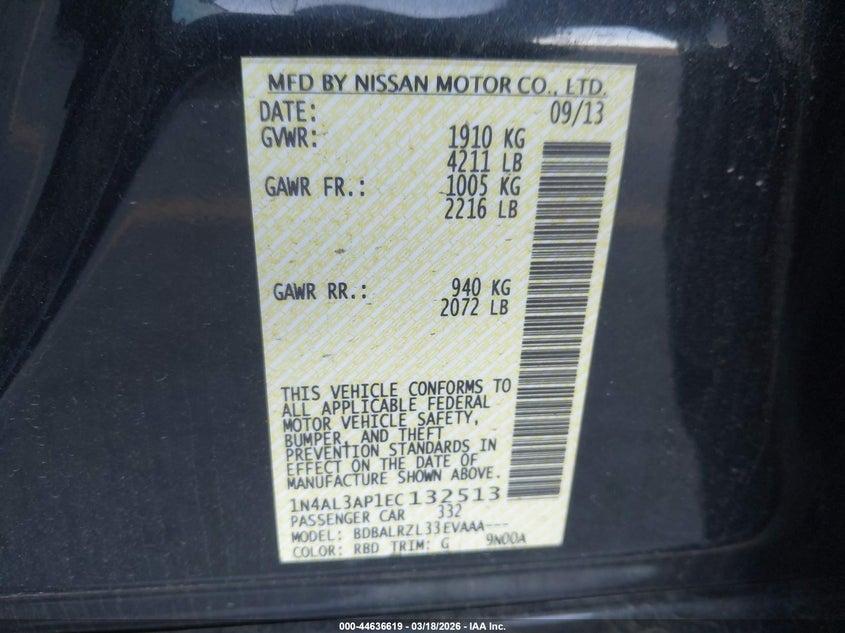 MFD BY NISSAN MOTOR CO., LTD.
DATE: 09/13
GVWR: 1910 KG
4211 LB
GAWR FR.: 1005 KG
2216 LB
GAWR RR.: 940 KG
2072 LB
THIS VEHICLE CONFORMS TO
ALL APPLICABLE FEDERAL
MOTOR VEHICLE SAFETY,
BUMPER, AND THEFT
PREVENTION STANDARDS IN
EFFECT ON THE DATE OF
MANUFACTURE SHOWN ABOVE.
1N4AL3AP1EC132513
PASSENGER CAR 332
MODEL: BDBALRZL33EVAAA---
COLOR: RBD TRIM: G 9N00A
000-44636619 / 03/18/2026 - IAA Inc.